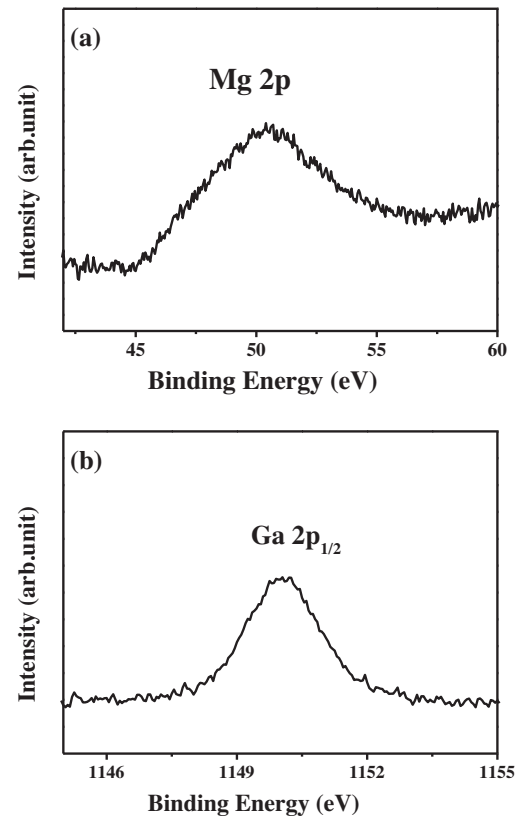 (a)
Mg 2p
Intensity (arb.unit)
45 50 55 60
Binding Energy (eV)
(b)
Ga 2p1/2
Intensity (arb.unit)
1146 1149 1152 1155
Binding Energy (eV)